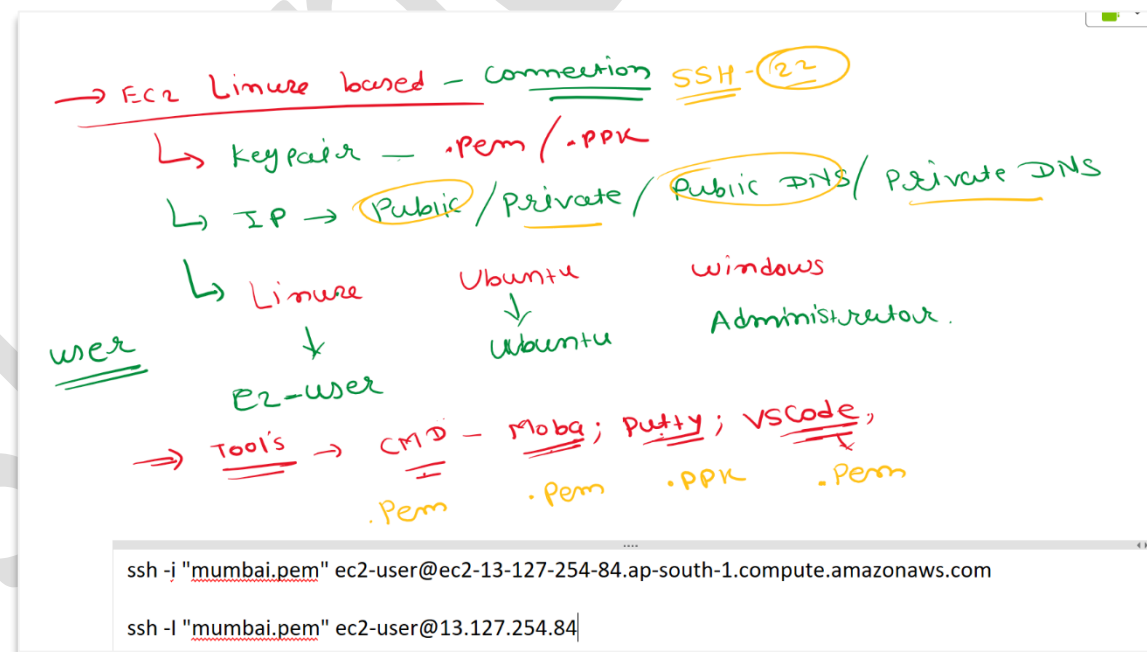 → EC2 Linux based - Connection SSH - 22
↳ Keypair - .Pem / .PPK
↳ IP → Public / Private / Public DNS / Private DNS
↳ Linux Ubuntu Windows
user ↓ ↓ Administrator.
E2-user Ubuntu
⇒ Tool's → CMD - Moba; Putty; VSCode,
.Pem .Pem .PPK .Pem
ssh -i "mumbai.pem" ec2-user@ec2-13-127-254-84.ap-south-1.compute.amazonaws.com
ssh -I "mumbai.pem" ec2-user@13.127.254.84